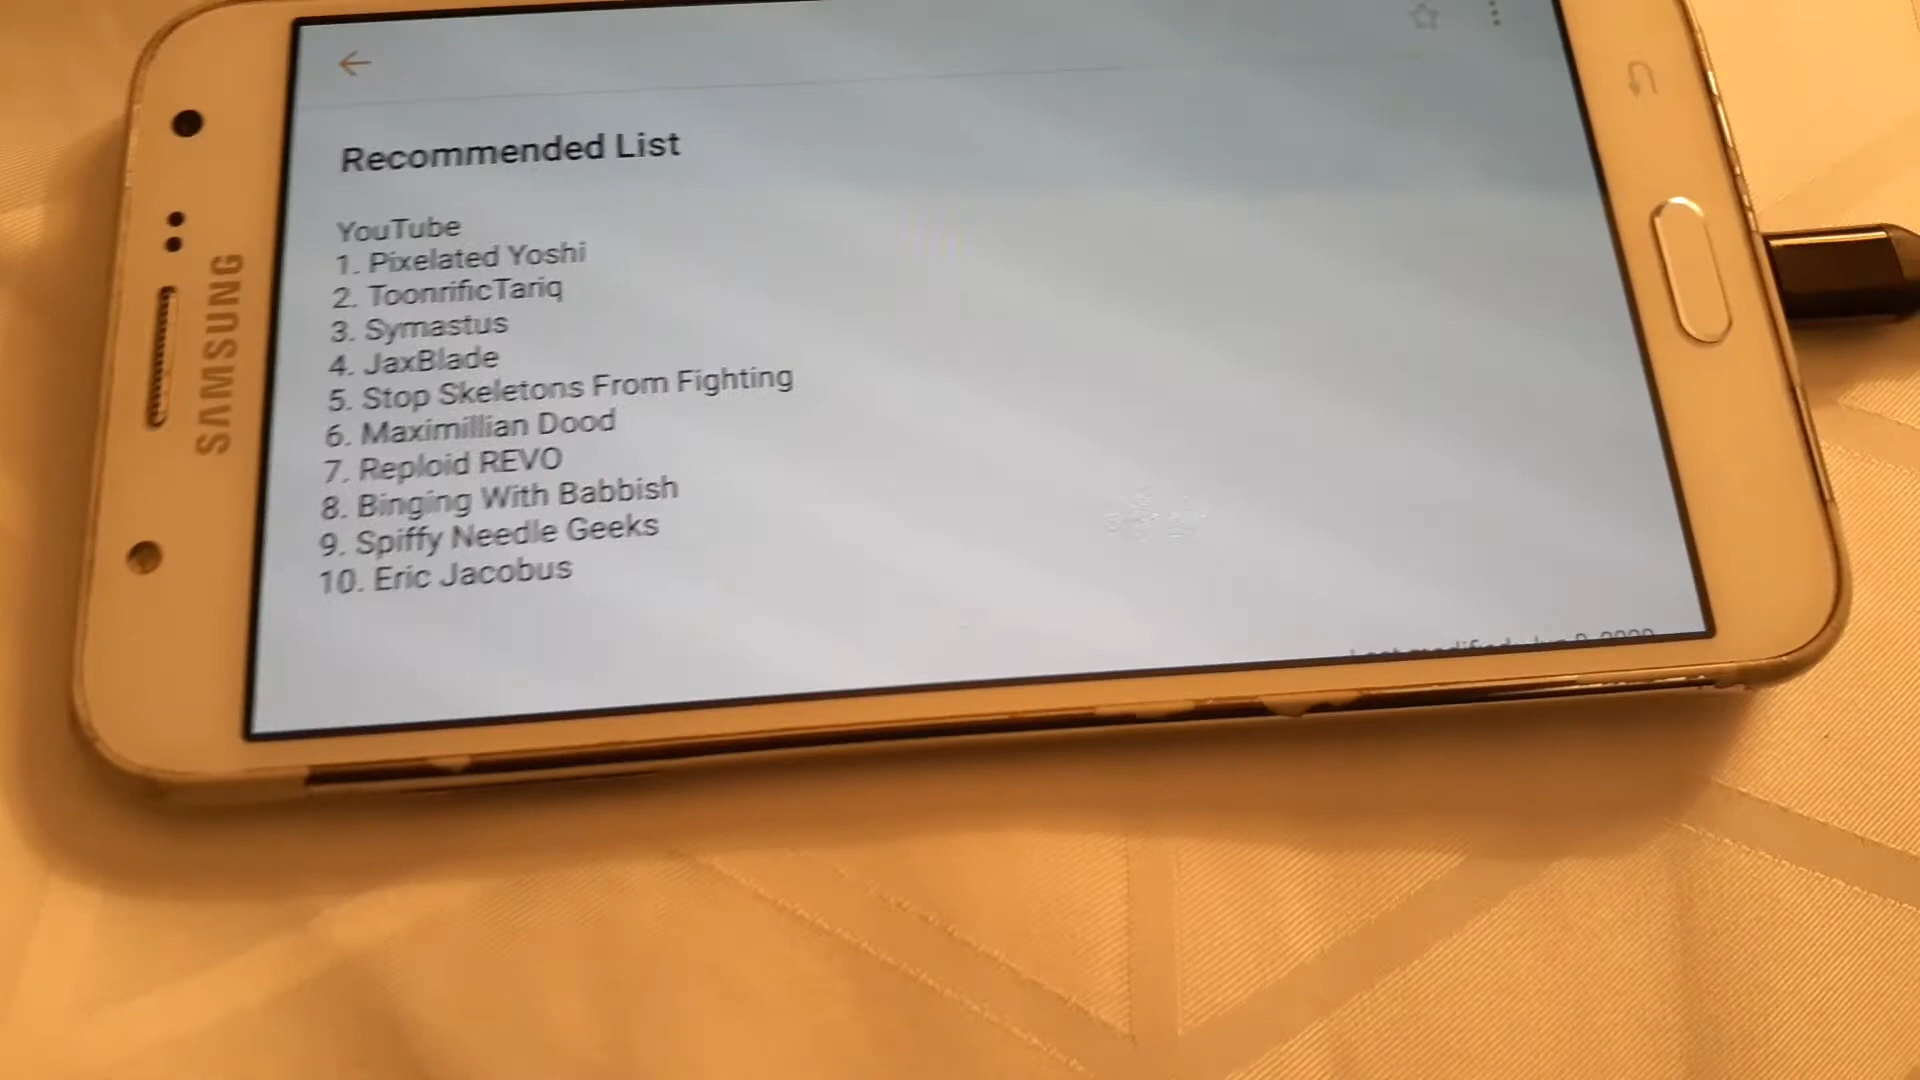 Recommended List
YouTube
1. Pixelated Yoshi
2. ToonrificTariq
3. Symastus
4. JaxBlade
5. Stop Skeletons From Fighting
6. Maximillian Dood
7. Reploid REVO
8. Binging With Babbish
9. Spiffy Needle Geeks
10. Eric Jacobus
SAMSUNG